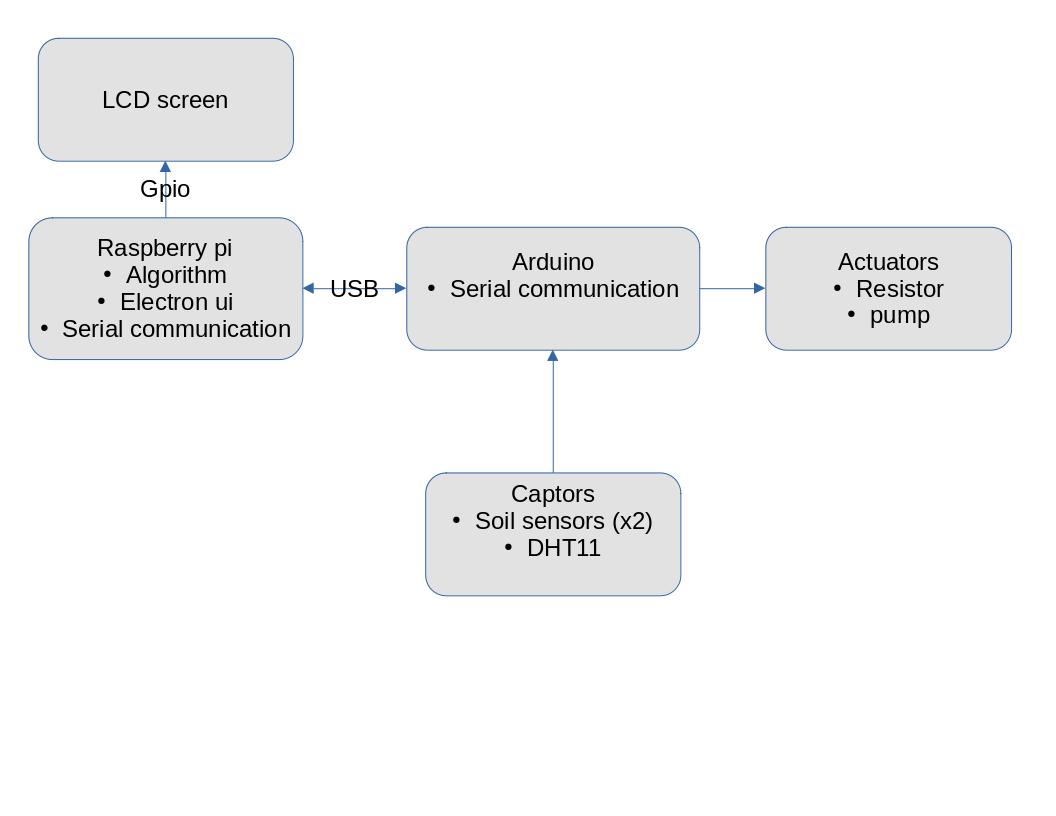 LCD screen
Gpio
Raspberry pi
• Algorithm
• Electron ui
• Serial communication
USB
Arduino
• Serial communication
Actuators
• Resistor
• pump
Captors
• Soil sensors (x2)
• DHT11